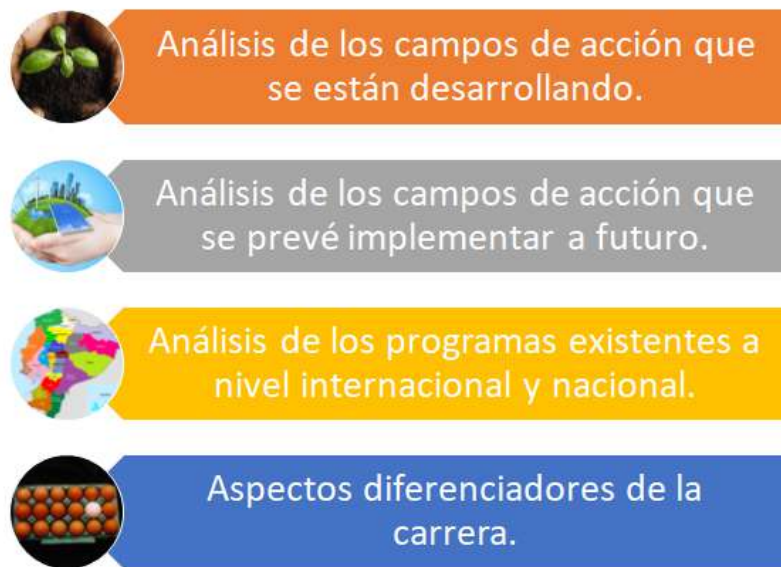 Análisis de los campos de acción que
se están desarrollando.
Análisis de los campos de acción que
se prevé implementar a futuro.
Análisis de los programas existentes a
nivel internacional y nacional.
Aspectos diferenciadores de la
carrera.